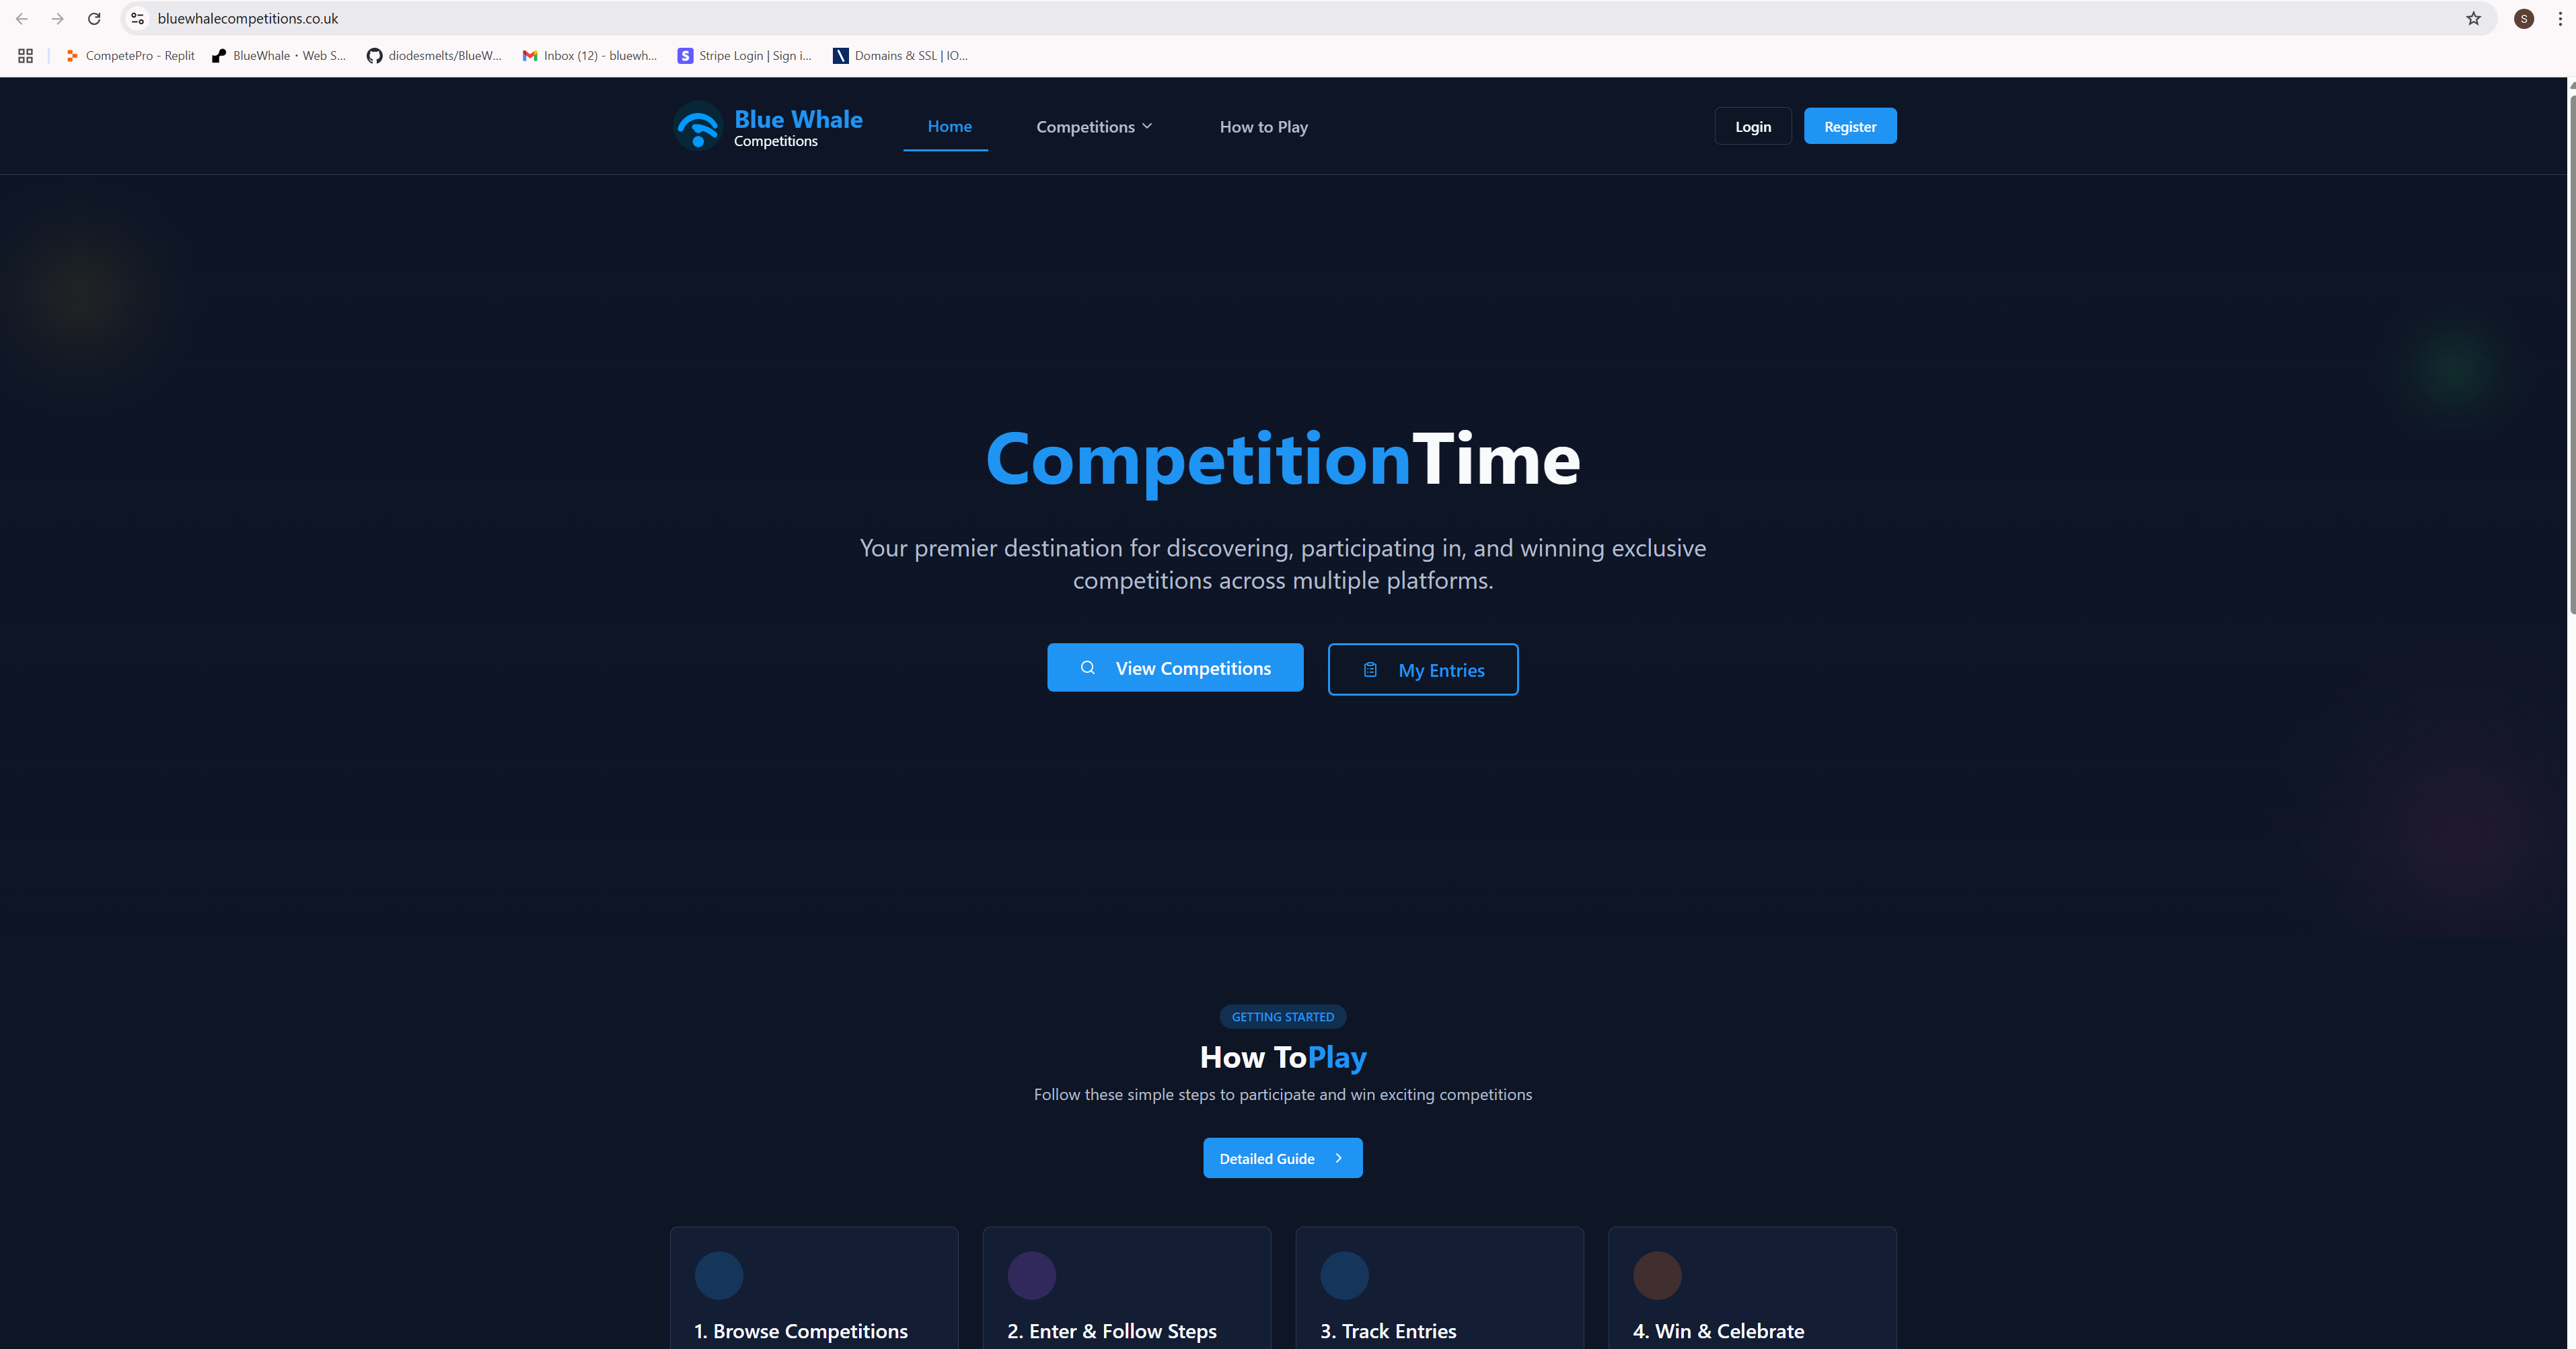 bluewhalecompetitions.co.uk
S
CompetePro - Replit
BlueWhale · Web S...
diodesmelts/BlueW...
Inbox (12) - bluewh...
Stripe Login | Sign i...
Domains & SSL | IO...
Blue Whale
Competitions
Home
Competitions
How to Play
Login
Register
CompetitionTime
Your premier destination for discovering, participating in, and winning exclusive
competitions across multiple platforms.
View Competitions
My Entries
GETTING STARTED
How ToPlay
Follow these simple steps to participate and win exciting competitions
Detailed Guide
1. Browse Competitions
2. Enter & Follow Steps
3. Track Entries
4. Win & Celebrate